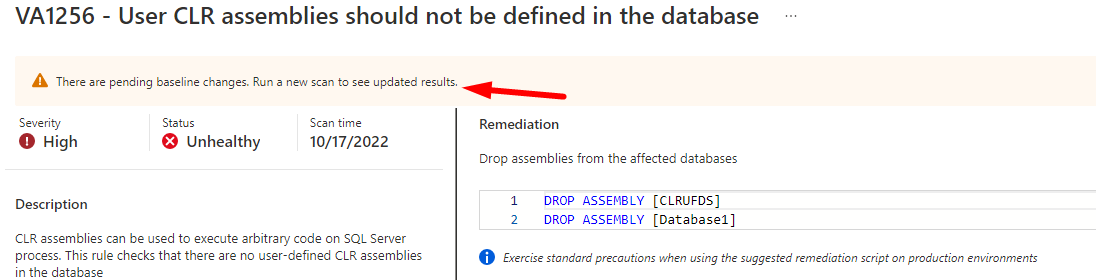 VA1256 - User CLR assemblies should not be defined in the database ...
There are pending baseline changes. Run a new scan to see updated results.
Severity
High
Status
Unhealthy
Scan time
10/17/2022
Description
CLR assemblies can be used to execute arbitrary code on SQL Server
process. This rule checks that there are no user-defined CLR assemblies
in the database
Remediation
Drop assemblies from the affected databases
1 DROP ASSEMBLY [CLRUFDS]
2 DROP ASSEMBLY [Database1]
Exercise standard precautions when using the suggested remediation script on production environments